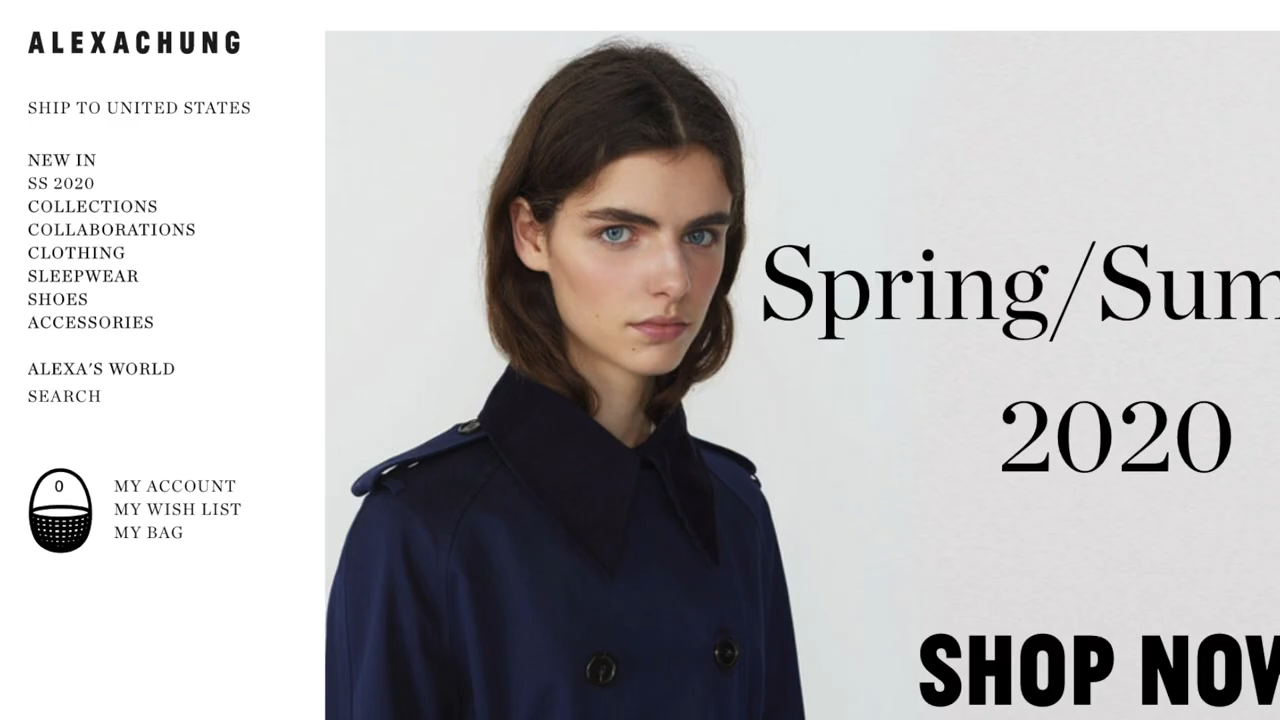 ALEXACHUNG
SHIP TO UNITED STATES
NEW IN
SS 2020
COLLECTIONS
COLLABORATIONS
CLOTHING
SLEEPWEAR
SHOES
ACCESSORIES
ALEXA'S WORLD
SEARCH
0
MY ACCOUNT
MY WISH LIST
MY BAG
Spring/Sum
2020
SHOP NOW